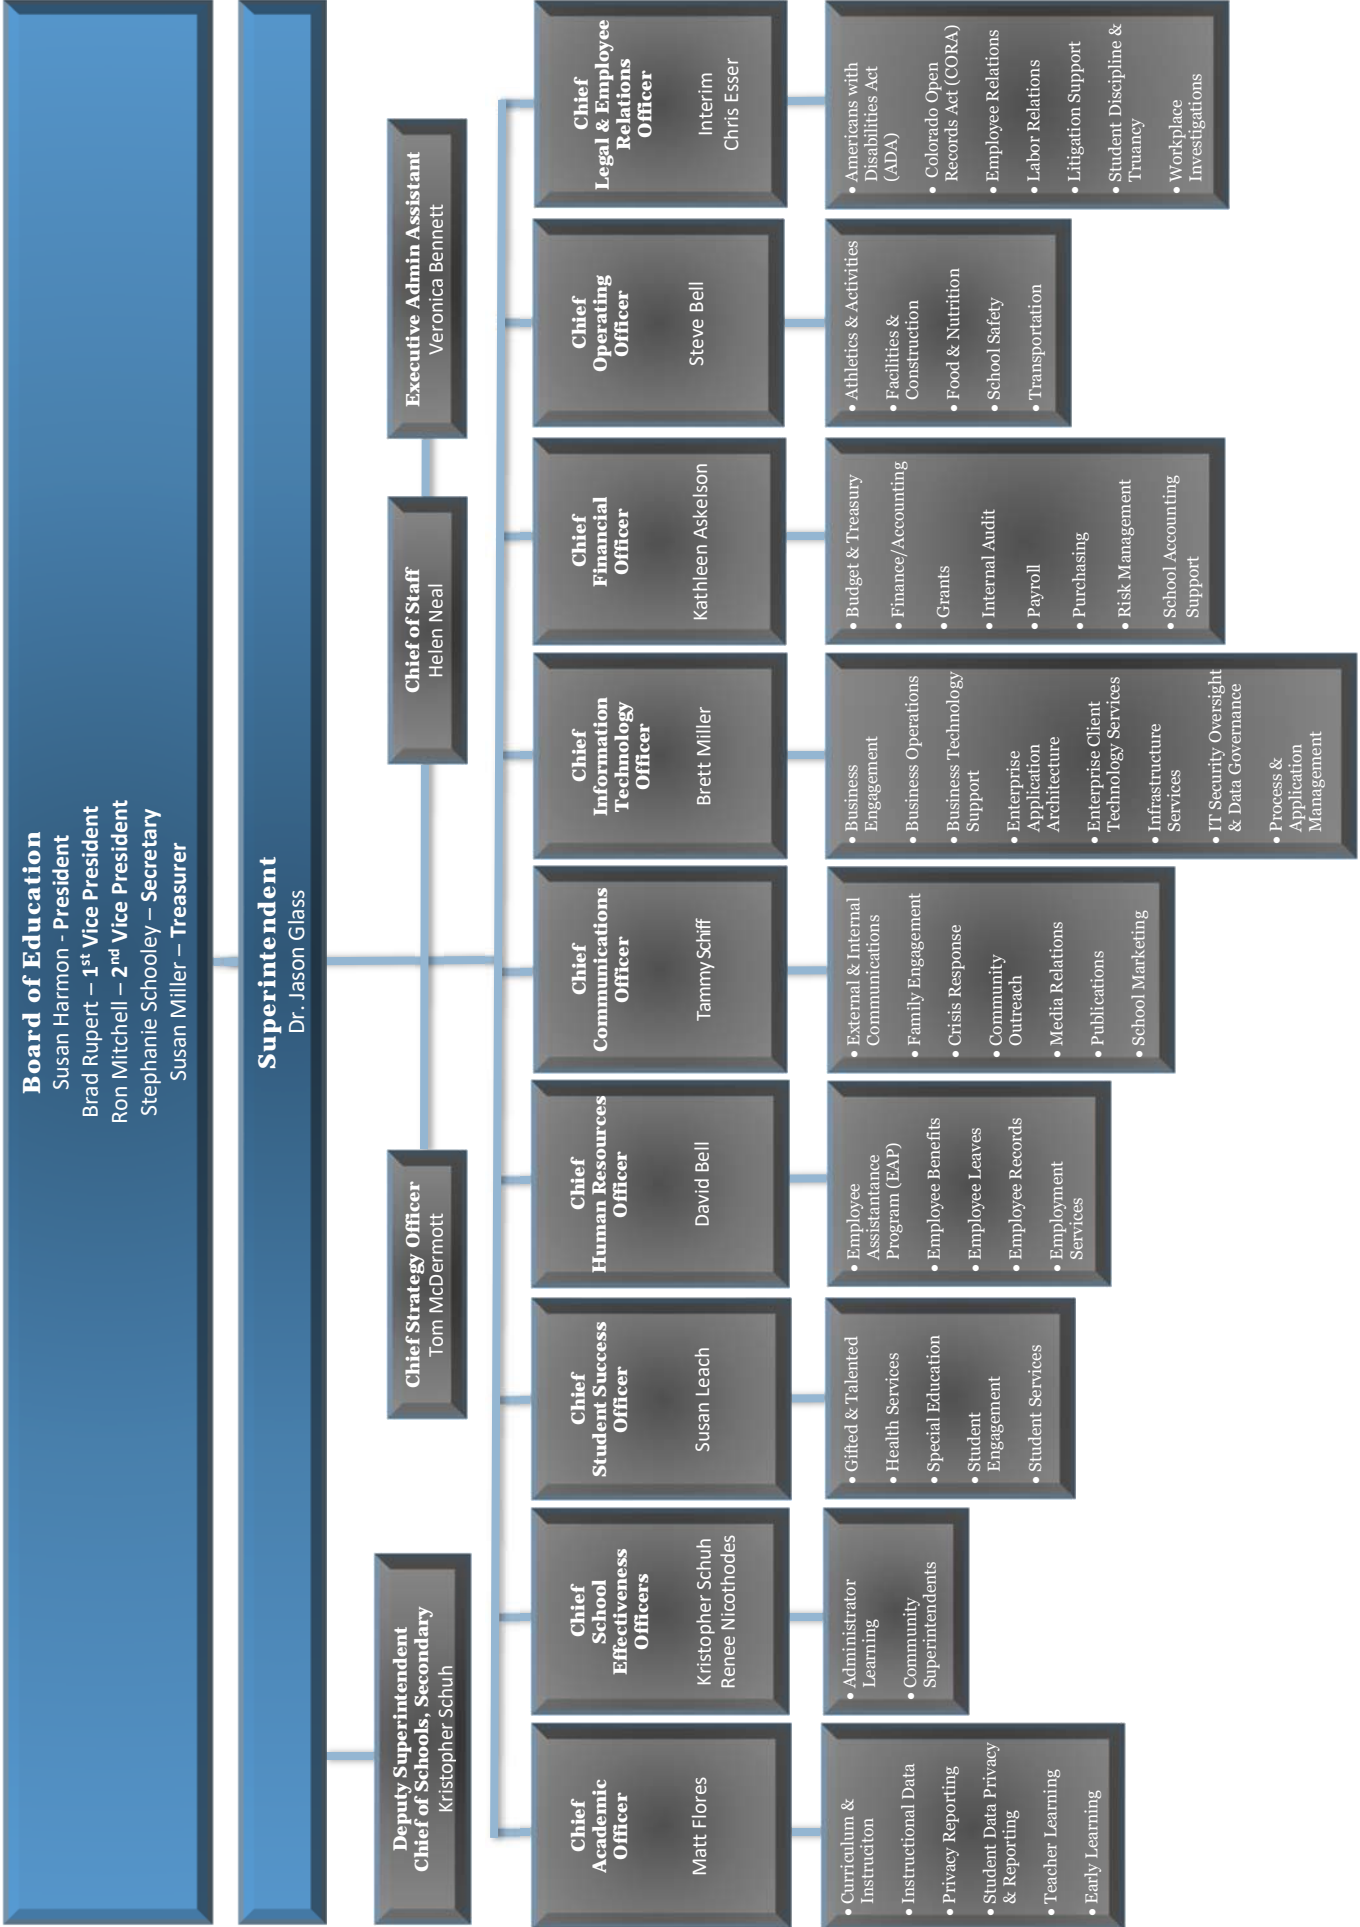 Board of Education
Susan Harmon - President
Brad Rupert – 1st Vice President
Ron Mitchell – 2nd Vice President
Stephanie Schooley – Secretary
Susan Miller – Treasurer
Superintendent
Dr. Jason Glass
Deputy Superintendent
Chief of Schools, Secondary
Kristopher Schuh
Chief Strategy Officer
Tom McDermott
Chief of Staff
Helen Neal
Executive Admin Assistant
Veronica Bennett
Chief
Academic
Officer
Matt Flores
Chief
School
Effectiveness
Officers
Kristopher Schuh
Renee Nicothodes
Chief
Student Success
Officer
Susan Leach
Chief
Human Resources
Officer
David Bell
Chief
Communications
Officer
Tammy Schiff
Chief
Information
Technology
Officer
Brett Miller
Chief
Financial
Officer
Kathleen Askelson
Chief
Operating
Officer
Steve Bell
Chief
Legal & Employee
Relations
Officer
Interim
Chris Esser
• Curriculum &
Instruciton
• Instructional Data
• Privacy Reporting
• Student Data Privacy
& Reporting
• Teacher Learning
• Early Learning
• Administrator
Learning
• Community
Superintendents
• Gifted & Talented
• Health Services
• Special Education
• Student
Engagement
• Student Services
• Employee
Assistantance
Program (EAP)
• Employee Benefits
• Employee Leaves
• Employee Records
• Employment
Services
• External & Internal
Communications
• Family Engagement
• Crisis Response
• Community
Outreach
• Media Relations
• Publications
• School Marketing
• Business
Engagement
• Business Operations
• Business Technology
Support
• Enterprise
Application
Architecture
• Enterprise Client
Technology Services
• Infrastructure
Services
• IT Security Oversight
& Data Governance
• Process &
Application
Management
• Budget & Treasury
• Finance/Accounting
• Grants
• Internal Audit
• Payroll
• Purchasing
• Risk Management
• School Accounting
Support
• Athletics & Activities
• Facilities &
Construction
• Food & Nutrition
• School Safety
• Transportation
• Americans with
Disabilities Act
(ADA)
• Colorado Open
Records Act (CORA)
• Employee Relations
• Labor Relations
• Litigation Support
• Student Discipline &
Truancy
• Workplace
Investigations